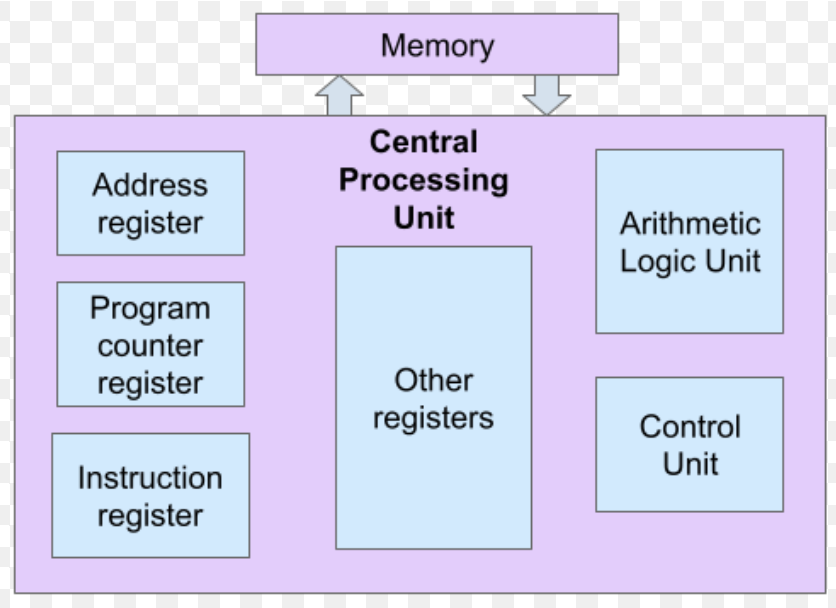 Memory
Central
Processing
Unit
Address
register
Program
counter
register
Instruction
register
Other
registers
Arithmetic
Logic Unit
Control
Unit